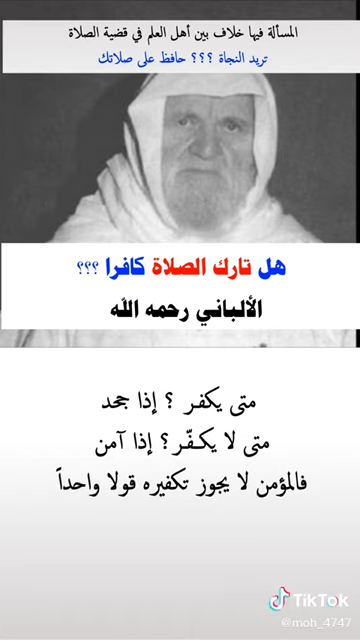 المسألة فيها خلاف بين أهل العلم في قضية الصلاة
تريد النجاة ؟؟؟ حافظ على صلاتك
هل تارك الصلاة كافرا ؟؟؟
الألباني رحمه الله
متى يكفر ؟ إذا جحد
متى لا يكفّر؟ إذا آمن
فالمؤمن لا يجوز تكفيره قولا واحداً
TikTok
@moh_4747